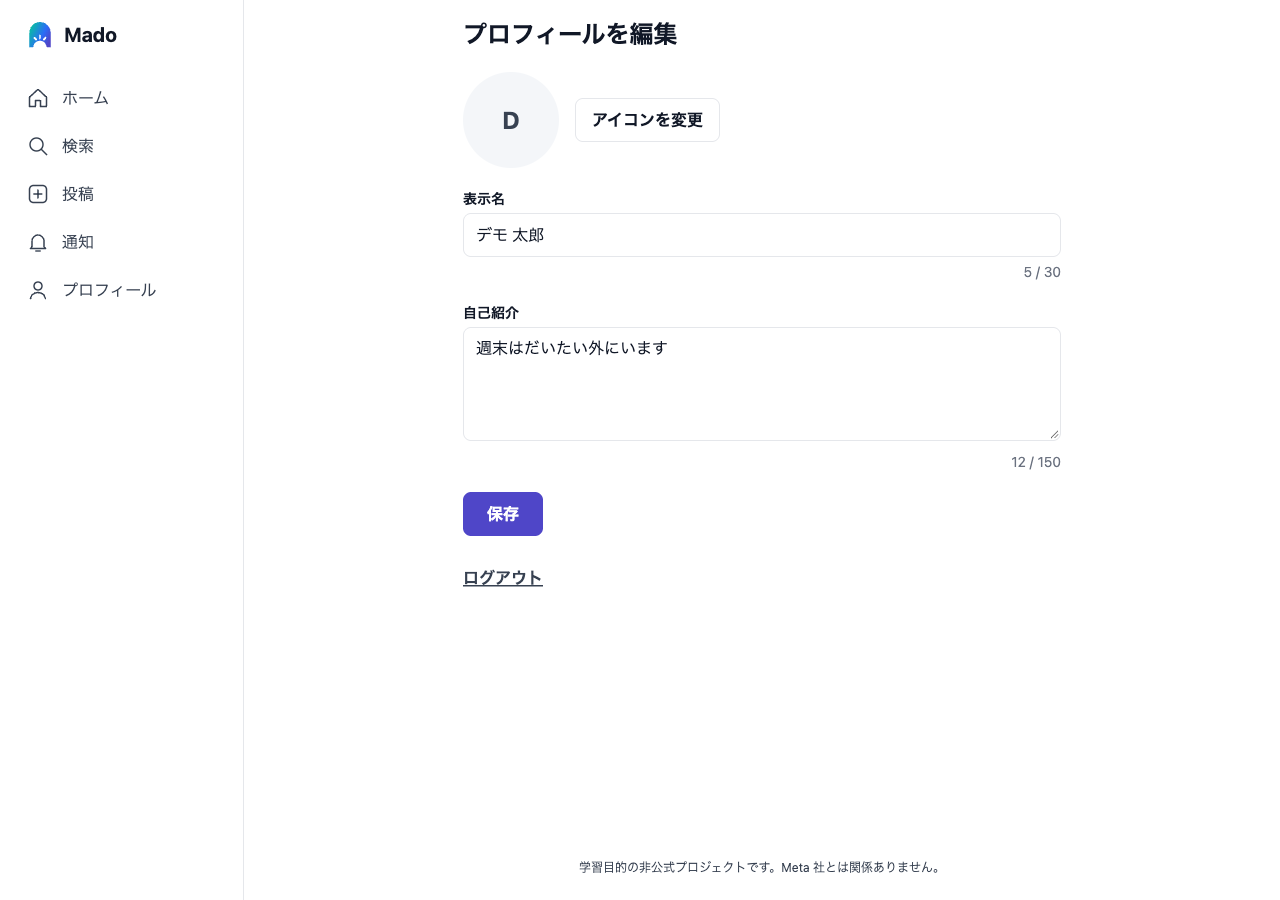 Mado
ホーム
検索
投稿
通知
プロフィール
プロフィールを編集
D
アイコンを変更
表示名
デモ 太郎
5 / 30
自己紹介
週末はだいたい外にいます
12 / 150
保存
ログアウト
学習目的の非公式プロジェクトです。Meta 社とは関係ありません。